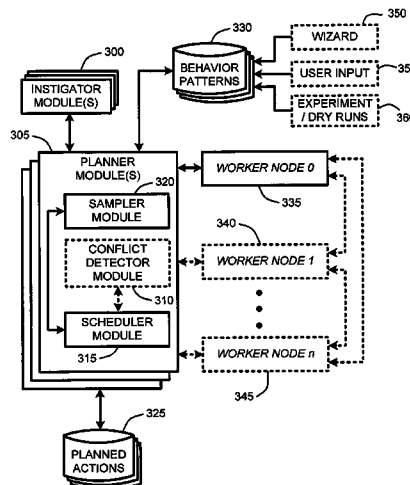 300
INSTIGATOR
MODULE(S)
330
BEHAVIOR
PATTERNS
350
WIZARD
USER INPUT
EXPERIMENT
/ DRY RUNS
305
PLANNER
MODULE(S)
320
SAMPLER
MODULE
CONFLICT
DETECTOR
MODULE
310
SCHEDULER
MODULE
315
WORKER NODE 0
335
340
WORKER NODE 1
WORKER NODE n
345
325
PLANNED
ACTIONS